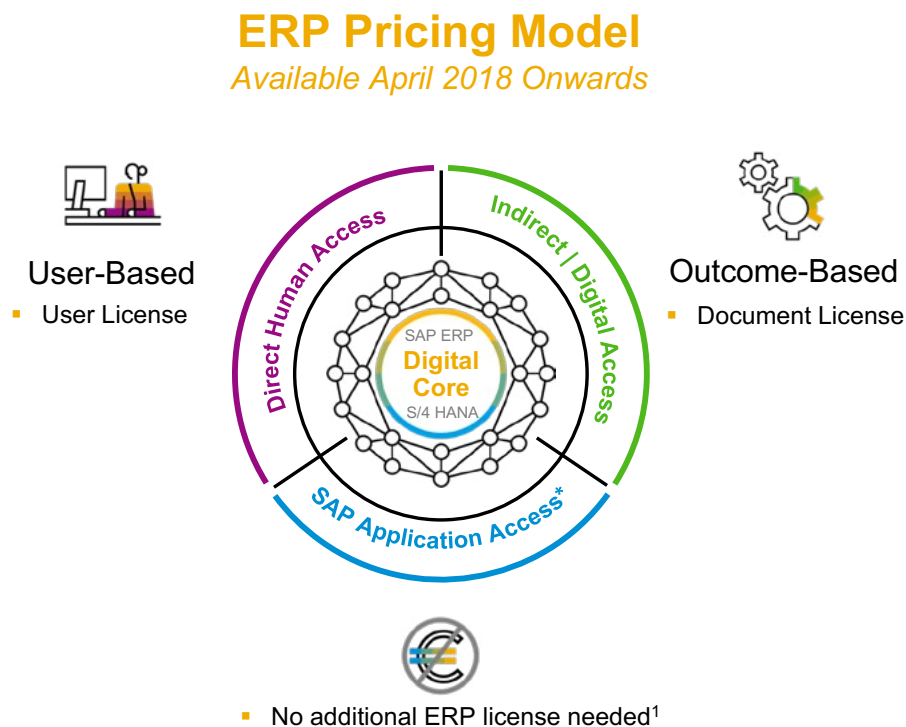 ERP Pricing Model
Available April 2018 Onwards
User-Based
▪ User License
Direct Human Access
Indirect | Digital Access
Outcome-Based
▪ Document License
SAP ERP
Digital
Core
S/4 HANA
SAP Application Access*
▪ No additional ERP license needed¹